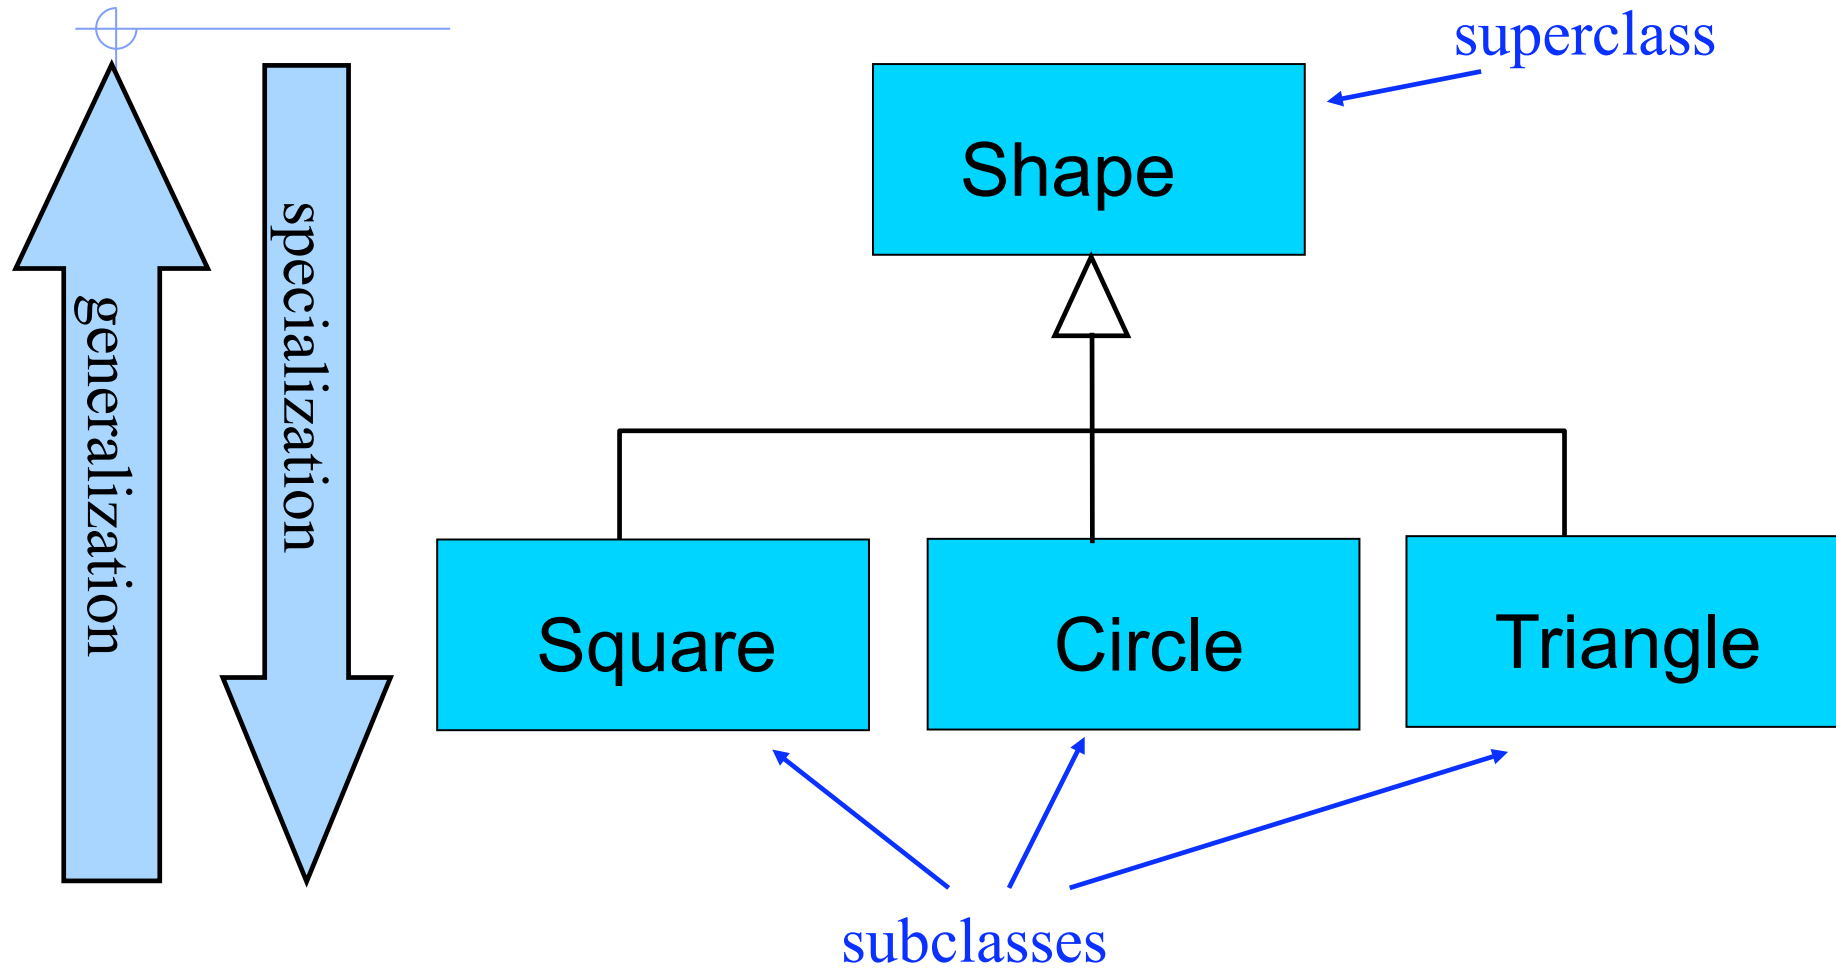 superclass
Shape
generalization
specialization
Square
Circle
Triangle
subclasses